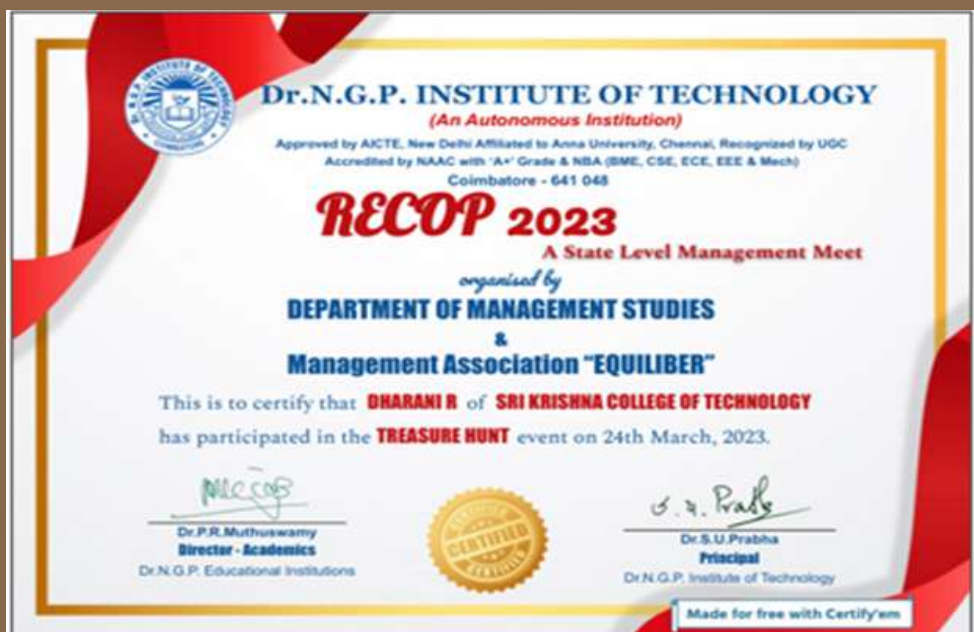 Dr.N.G.P. INSTITUTE OF TECHNOLOGY
(An Autonomous Institution)
Approved by AICTE, New Delhi Affiliated to Anna University, Chennai, Recognized by UGC
Accredited by NAAC with 'A+' Grade & NBA (BME, CSE, ECE, EEE & Mech)
Coimbatore - 641 048
RECOP 2023
A State Level Management Meet
organised by
DEPARTMENT OF MANAGEMENT STUDIES
&
Management Association "EQUILIBER"
This is to certify that DHARANI R of SRI KRISHNA COLLEGE OF TECHNOLOGY
has participated in the TREASURE HUNT event on 24th March, 2023.
Dr.P.R.Muthuswamy
Director - Academics
Dr.N.G.P. Educational Institutions
CERTIFIED
Dr.S.U.Prabha
Principal
Dr.N.G.P. Institute of Technology
Made for free with Certify'em